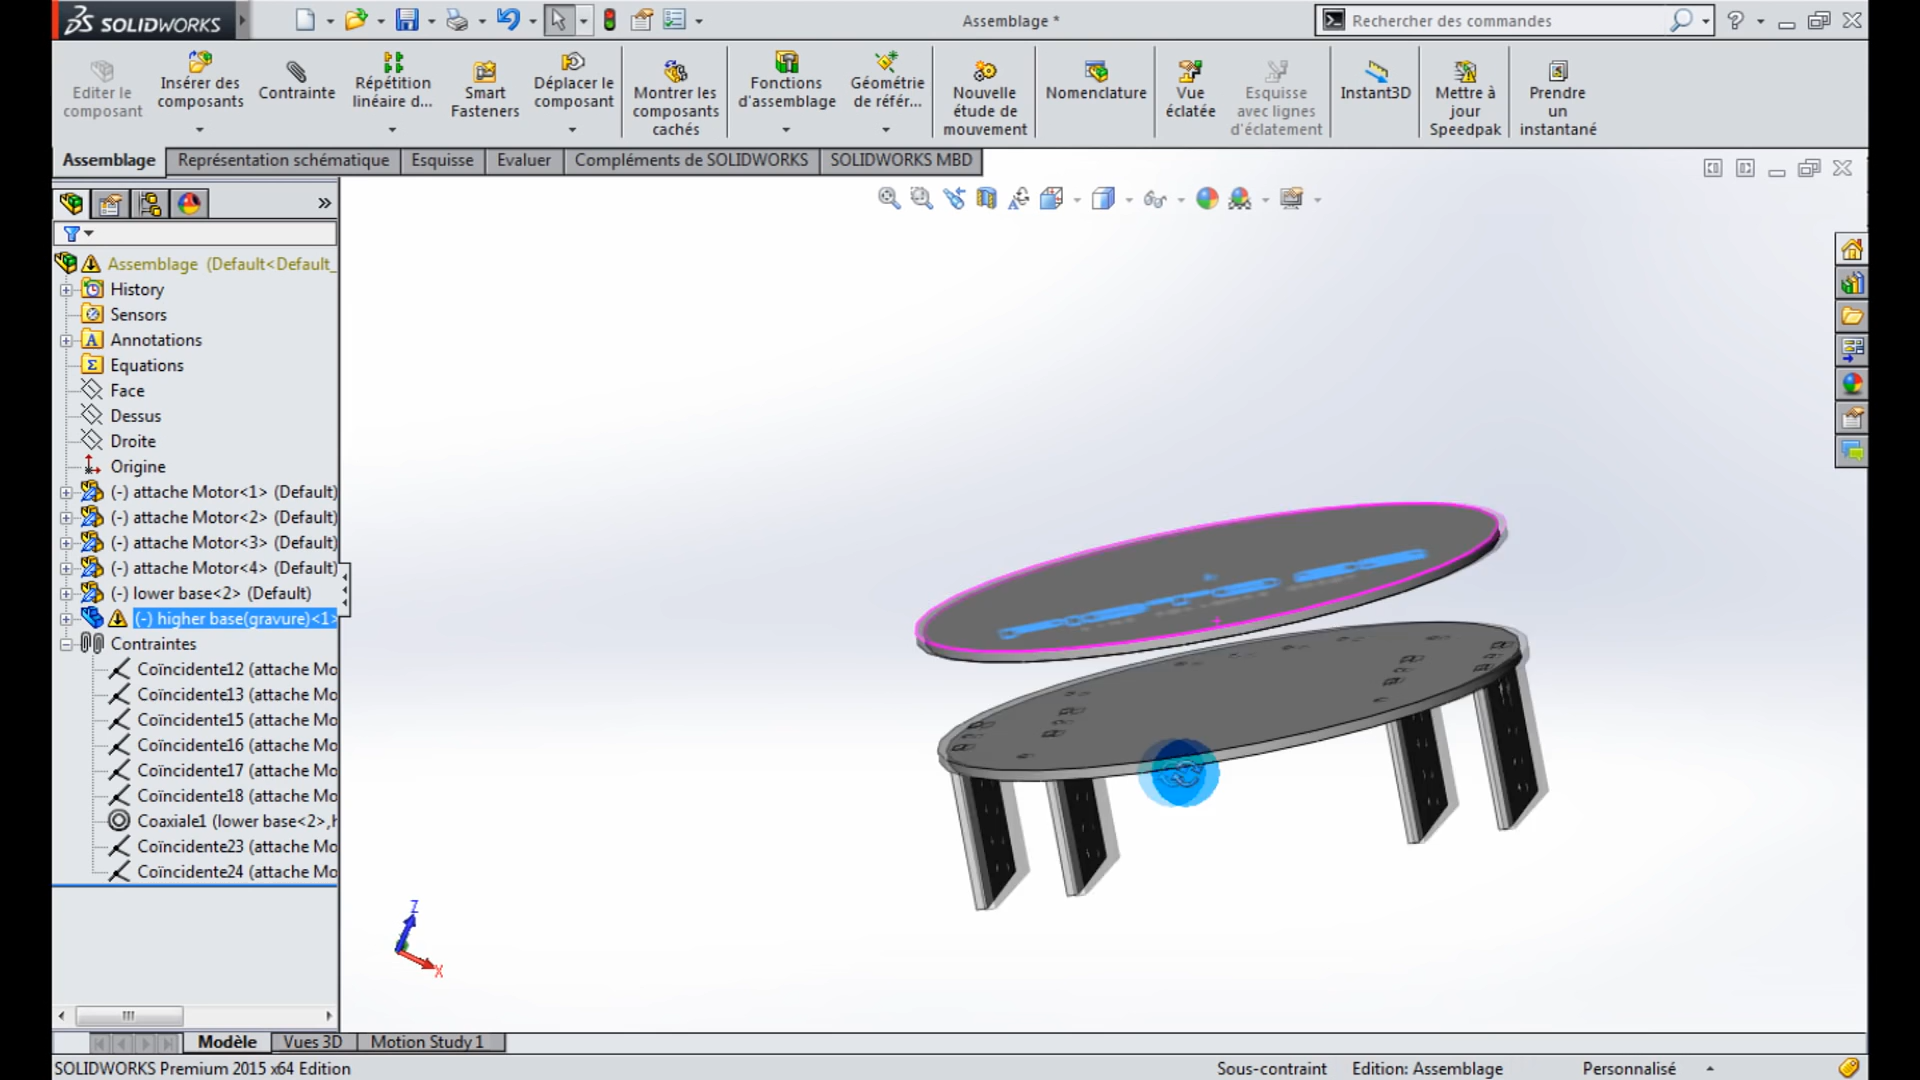 SOLIDWORKS
Assemblage *
Rechercher des commandes
Editer le composant
Insérer des composants
Contrainte
Répétition linéaire d...
Smart Fasteners
Déplacer le composant
Montrer les composants cachés
Fonctions d'assemblage
Géométrie de référ...
Nouvelle étude de mouvement
Nomenclature
Vue éclatée
Esquisse avec lignes d'éclatement
Instant3D
Mettre à jour Speedpak
Prendre un instantané
Assemblage
Représentation schématique
Esquisse
Evaluer
Compléments de SOLIDWORKS
SOLIDWORKS MBD
Assemblage (Default<Default_
History
Sensors
Annotations
Equations
Face
Dessus
Droite
Origine
(-) attache Motor<1> (Default)
(-) attache Motor<2> (Default)
(-) attache Motor<3> (Default)
(-) attache Motor<4> (Default)
(-) lower base<2> (Default)
(-) higher base(gravure)<1>
Contraintes
Coïncidente12 (attache Mo
Coïncidente13 (attache Mo
Coïncidente15 (attache Mo
Coïncidente16 (attache Mo
Coïncidente17 (attache Mo
Coïncidente18 (attache Mo
Coaxiale1 (lower base<2>,h
Coïncidente23 (attache Mo
Coïncidente24 (attache Mo
Z
X
Modèle
Vues 3D
Motion Study 1
SOLIDWORKS Premium 2015 x64 Edition
Sous-contraint
Edition: Assemblage
Personnalisé